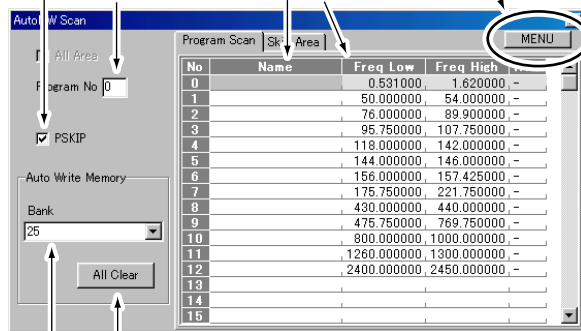 Auto W Scan
All Area
Program No 0
PSKIP
Auto Write Memory
Bank
25
All Clear
Program Scan Skip Area
MENU
No Name Freq Low Freq High
0 0.531000 1.620000 -
1 50.000000 54.000000 -
2 76.000000 89.900000 -
3 95.750000 107.750000 -
4 118.000000 142.000000 -
5 144.000000 146.000000 -
6 156.000000 157.425000 -
7 175.750000 221.750000 -
8 430.000000 440.000000 -
9 475.750000 769.750000 -
10 800.000000 1000.000000 -
11 1260.000000 1300.000000 -
12 2400.000000 2450.000000 -
13
14
15